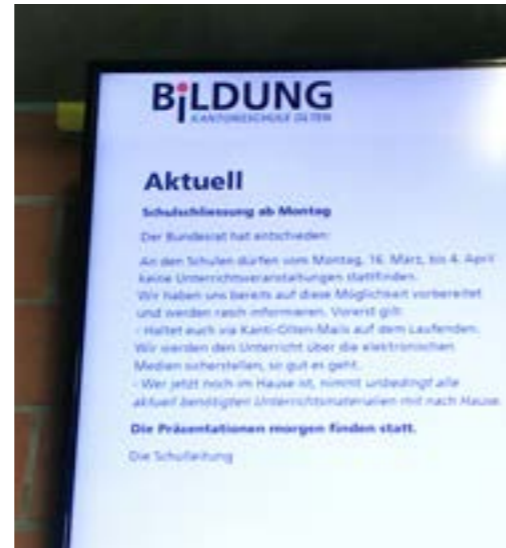 BiLDUNG
KANTONSSCHULE OLTEN
Aktuell
Schulschliessung ab Montag
Der Bundesrat hat entschieden:
An den Schulen dürfen vom Montag, 16. März, bis 4. April
keine Unterrichtsveranstaltungen stattfinden.
Wir haben uns bereits auf diese Möglichkeit vorbereitet
und werden rasch informieren. Vorerst gilt:
- Haltet euch via Kanti-Olten-Mails auf dem Laufenden.
Wir werden den Unterricht über die elektronischen
Medien sicherstellen, so gut es geht.
- Wer jetzt noch im Hause ist, nimmt unbedingt alle
aktuell benötigten Unterrichtsmaterialien mit nach Hause.
Die Präsentationen morgen finden statt.
Die Schulleitung